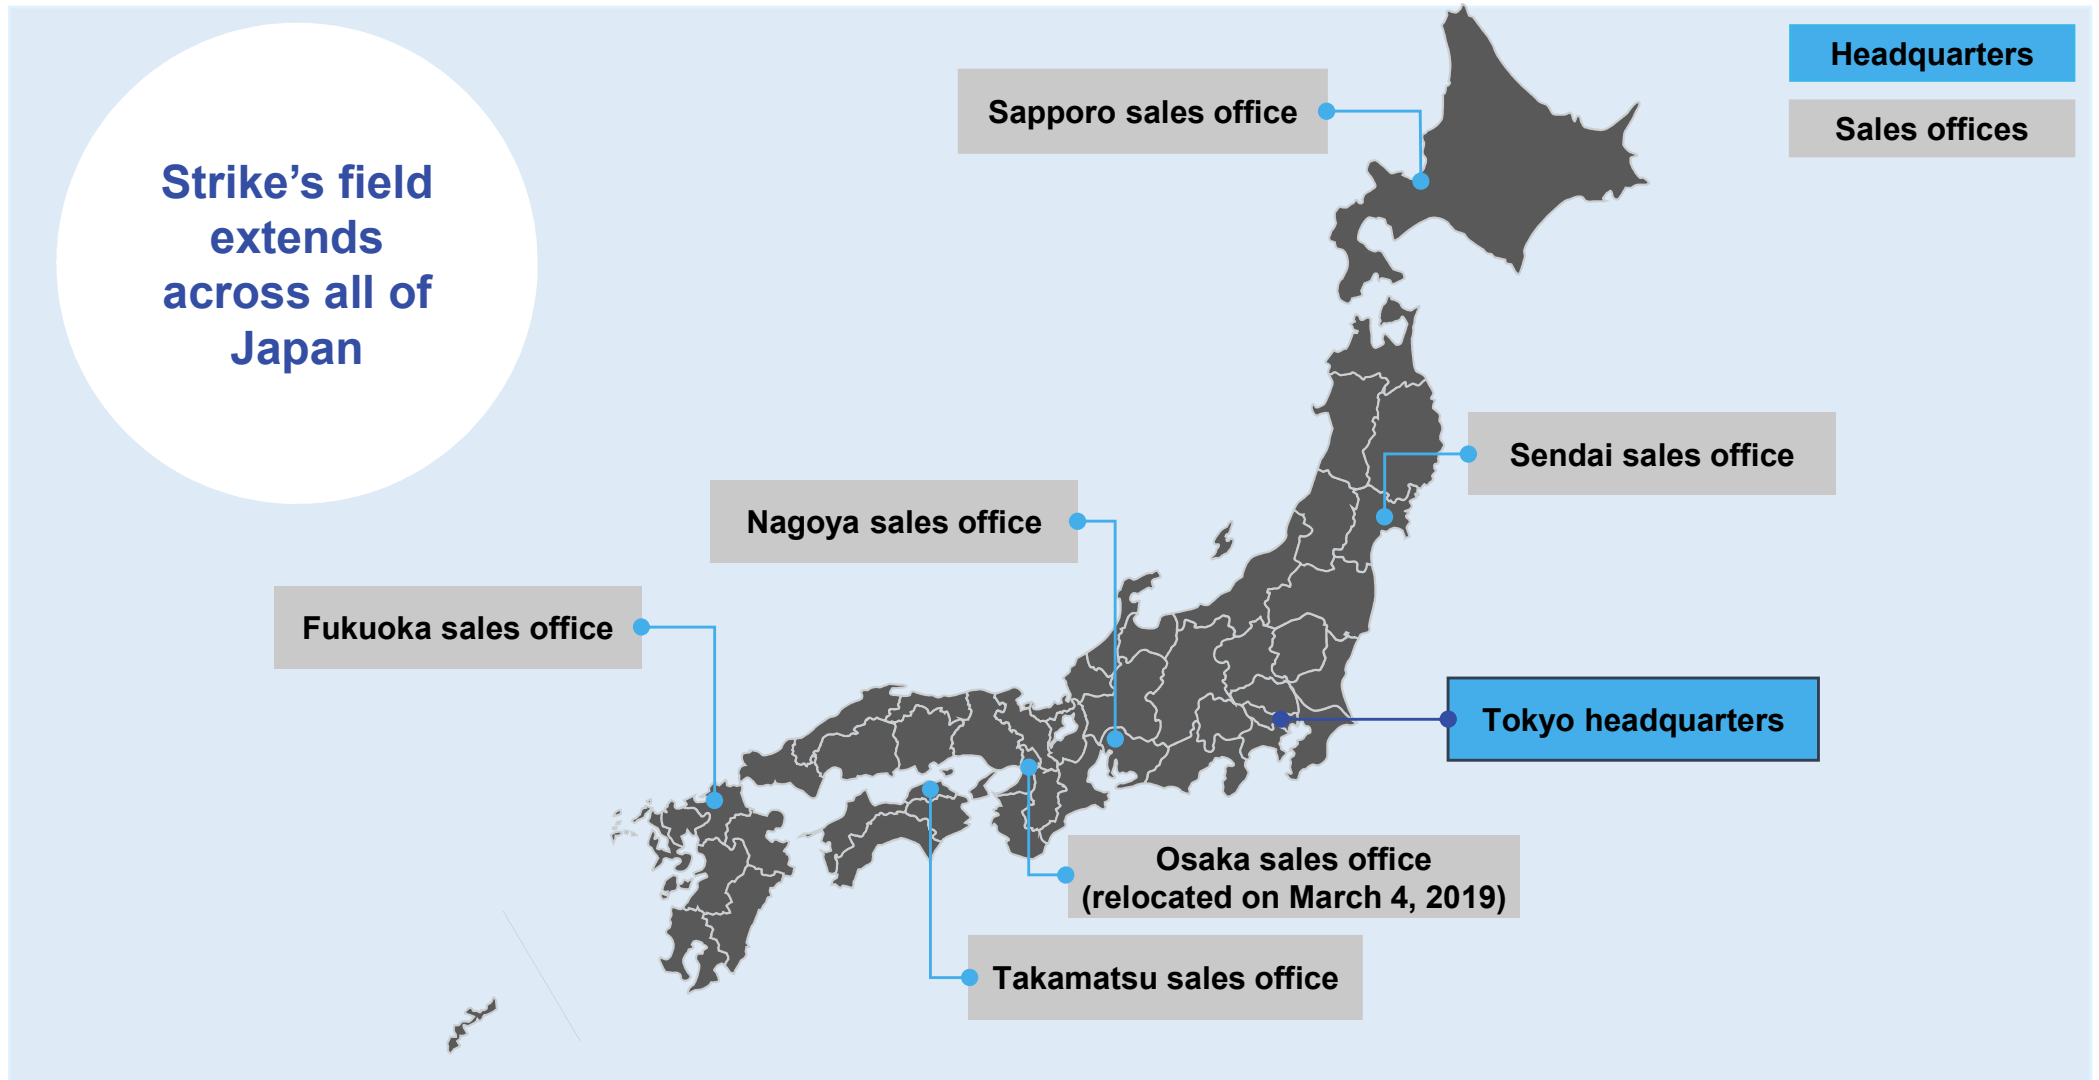 Strike’s field
extends
across all of
Japan
Headquarters
Sales offices
Sapporo sales office
Sendai sales office
Nagoya sales office
Fukuoka sales office
Tokyo headquarters
Osaka sales office
(relocated on March 4, 2019)
Takamatsu sales office